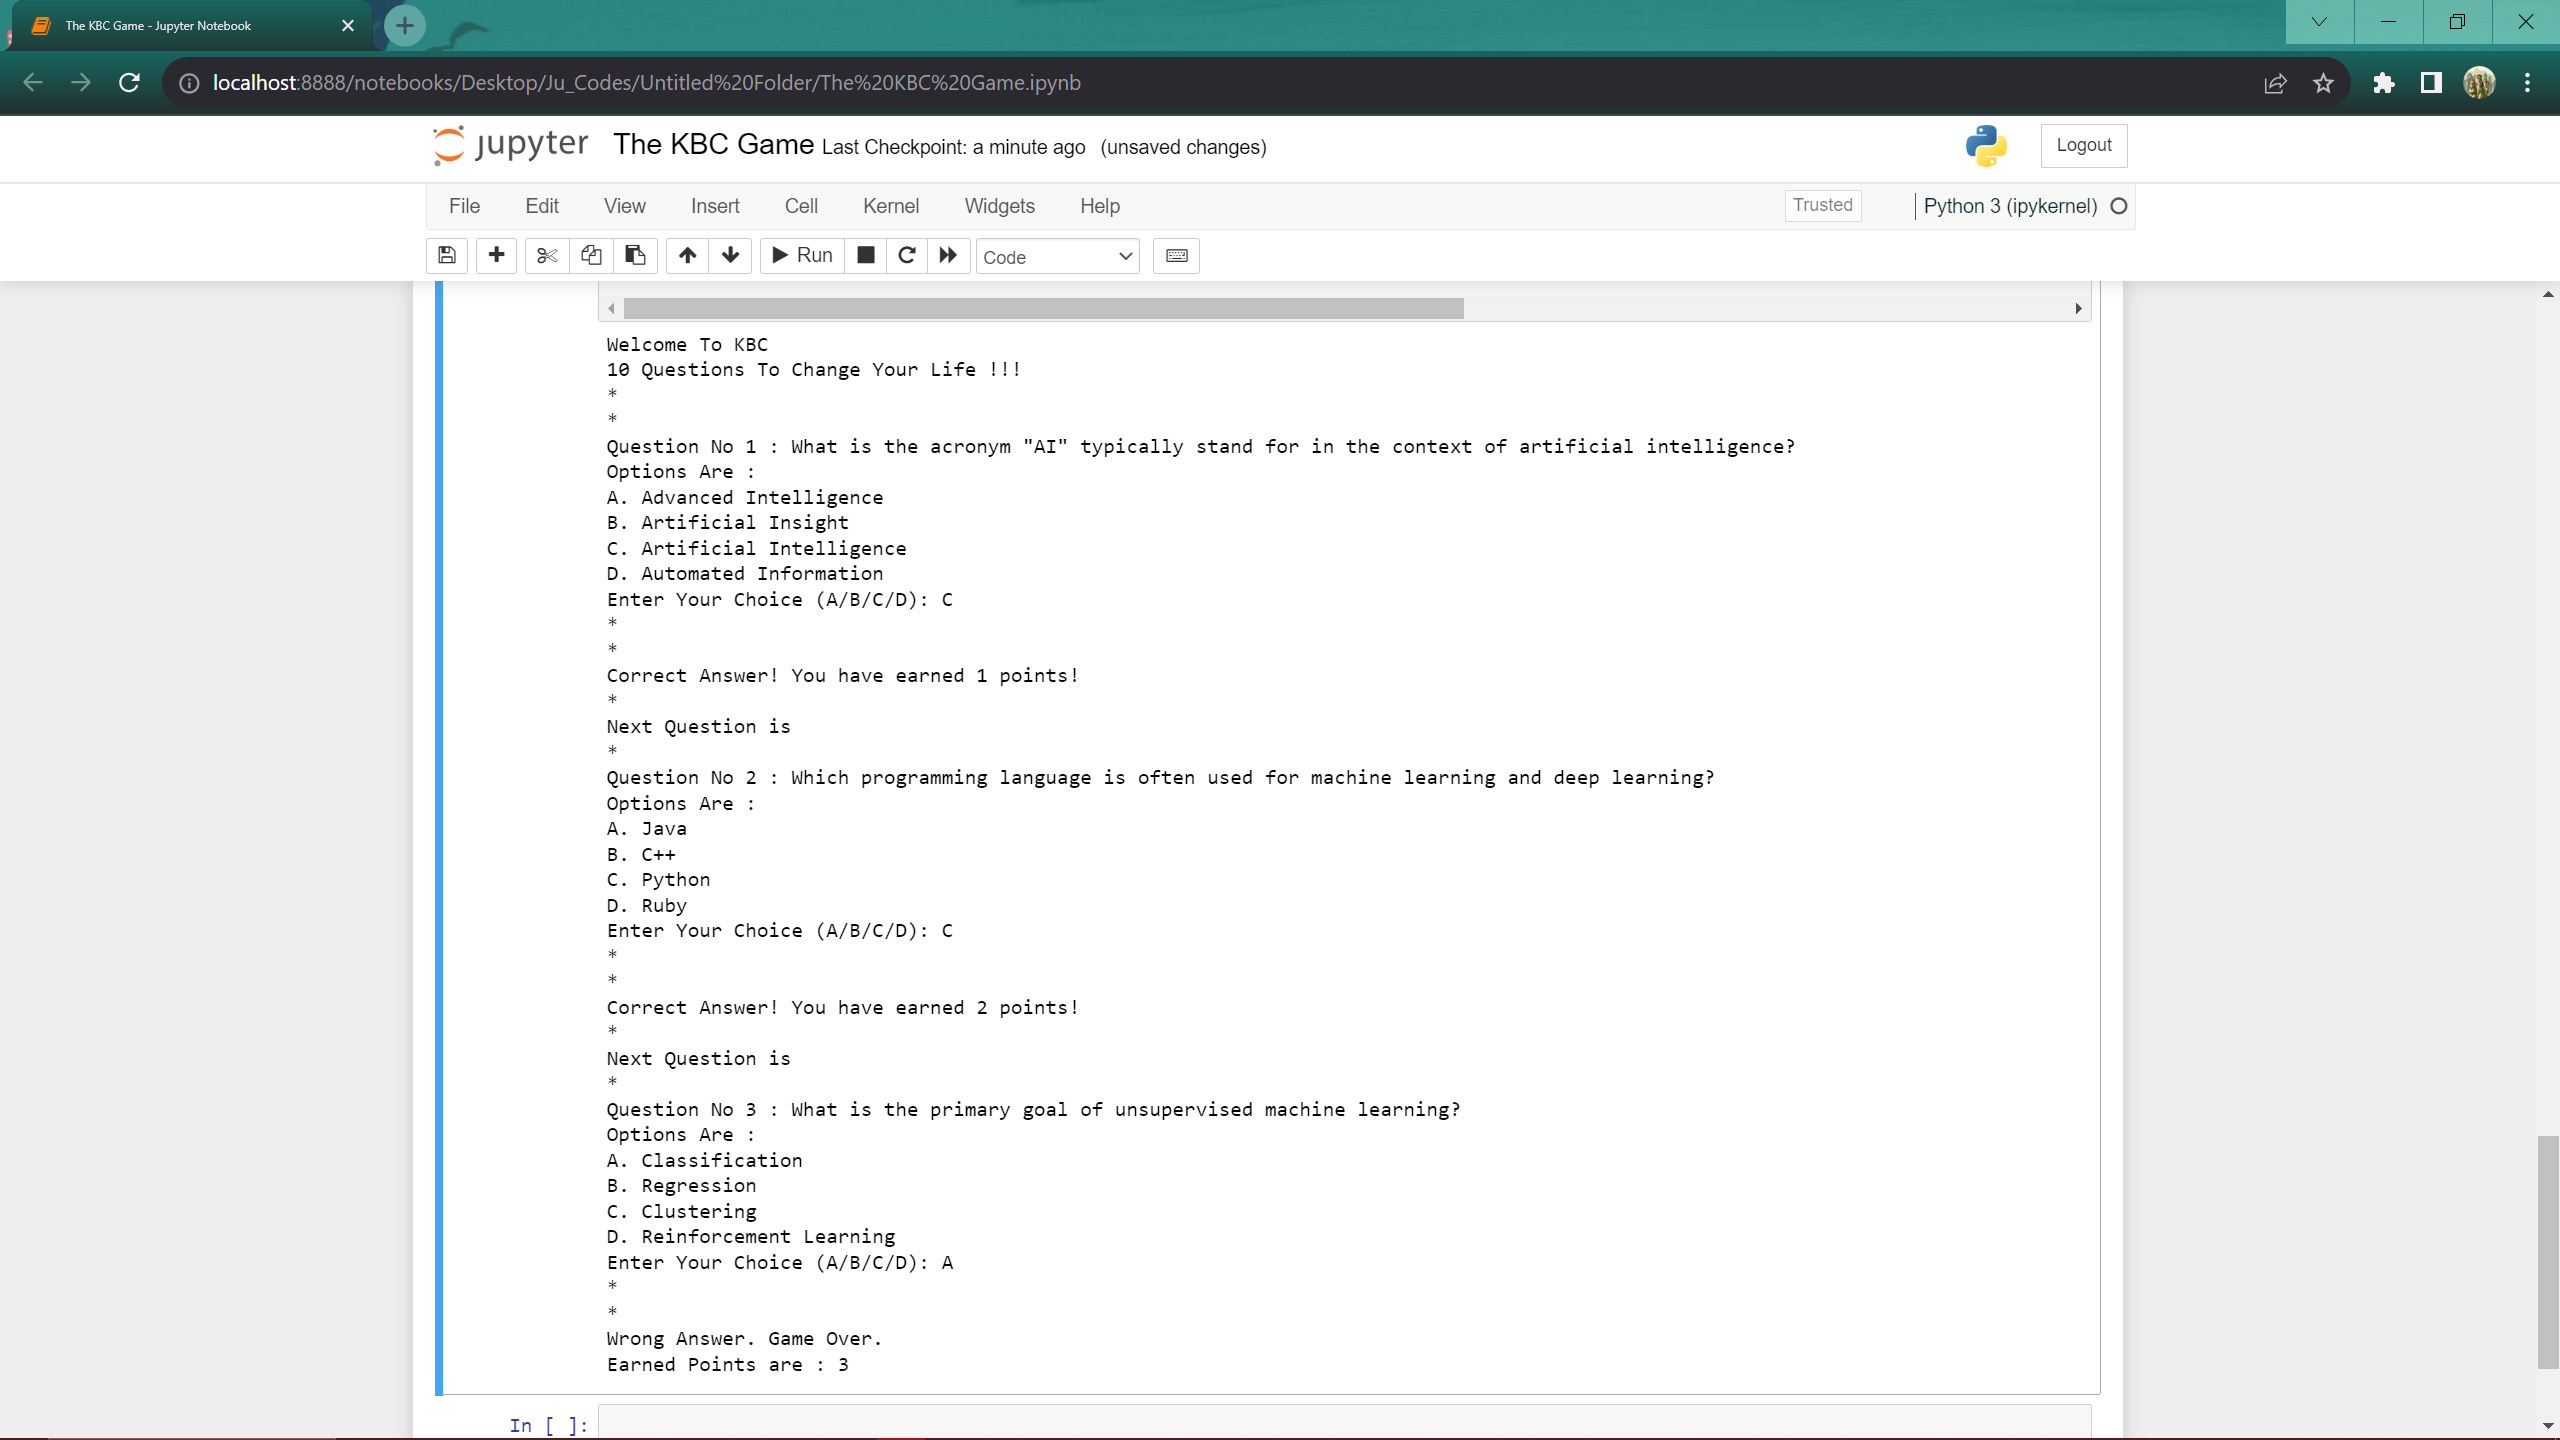 The KBC Game - Jupyter Notebook
localhost:8888/notebooks/Desktop/Ju_Codes/Untitled%20Folder/The%20KBC%20Game.ipynb
jupyter The KBC Game Last Checkpoint: a minute ago (unsaved changes) Logout
File Edit View Insert Cell Kernel Widgets Help Trusted Python 3 (ipykernel)
Run Code
Welcome To KBC
10 Questions To Change Your Life !!!
*
*
Question No 1 : What is the acronym "AI" typically stand for in the context of artificial intelligence?
Options Are :
A. Advanced Intelligence
B. Artificial Insight
C. Artificial Intelligence
D. Automated Information
Enter Your Choice (A/B/C/D): C
*
*
Correct Answer! You have earned 1 points!
*
Next Question is
*
Question No 2 : Which programming language is often used for machine learning and deep learning?
Options Are :
A. Java
B. C++
C. Python
D. Ruby
Enter Your Choice (A/B/C/D): C
*
*
Correct Answer! You have earned 2 points!
*
Next Question is
*
Question No 3 : What is the primary goal of unsupervised machine learning?
Options Are :
A. Classification
B. Regression
C. Clustering
D. Reinforcement Learning
Enter Your Choice (A/B/C/D): A
*
*
Wrong Answer. Game Over.
Earned Points are : 3
In [ ]: